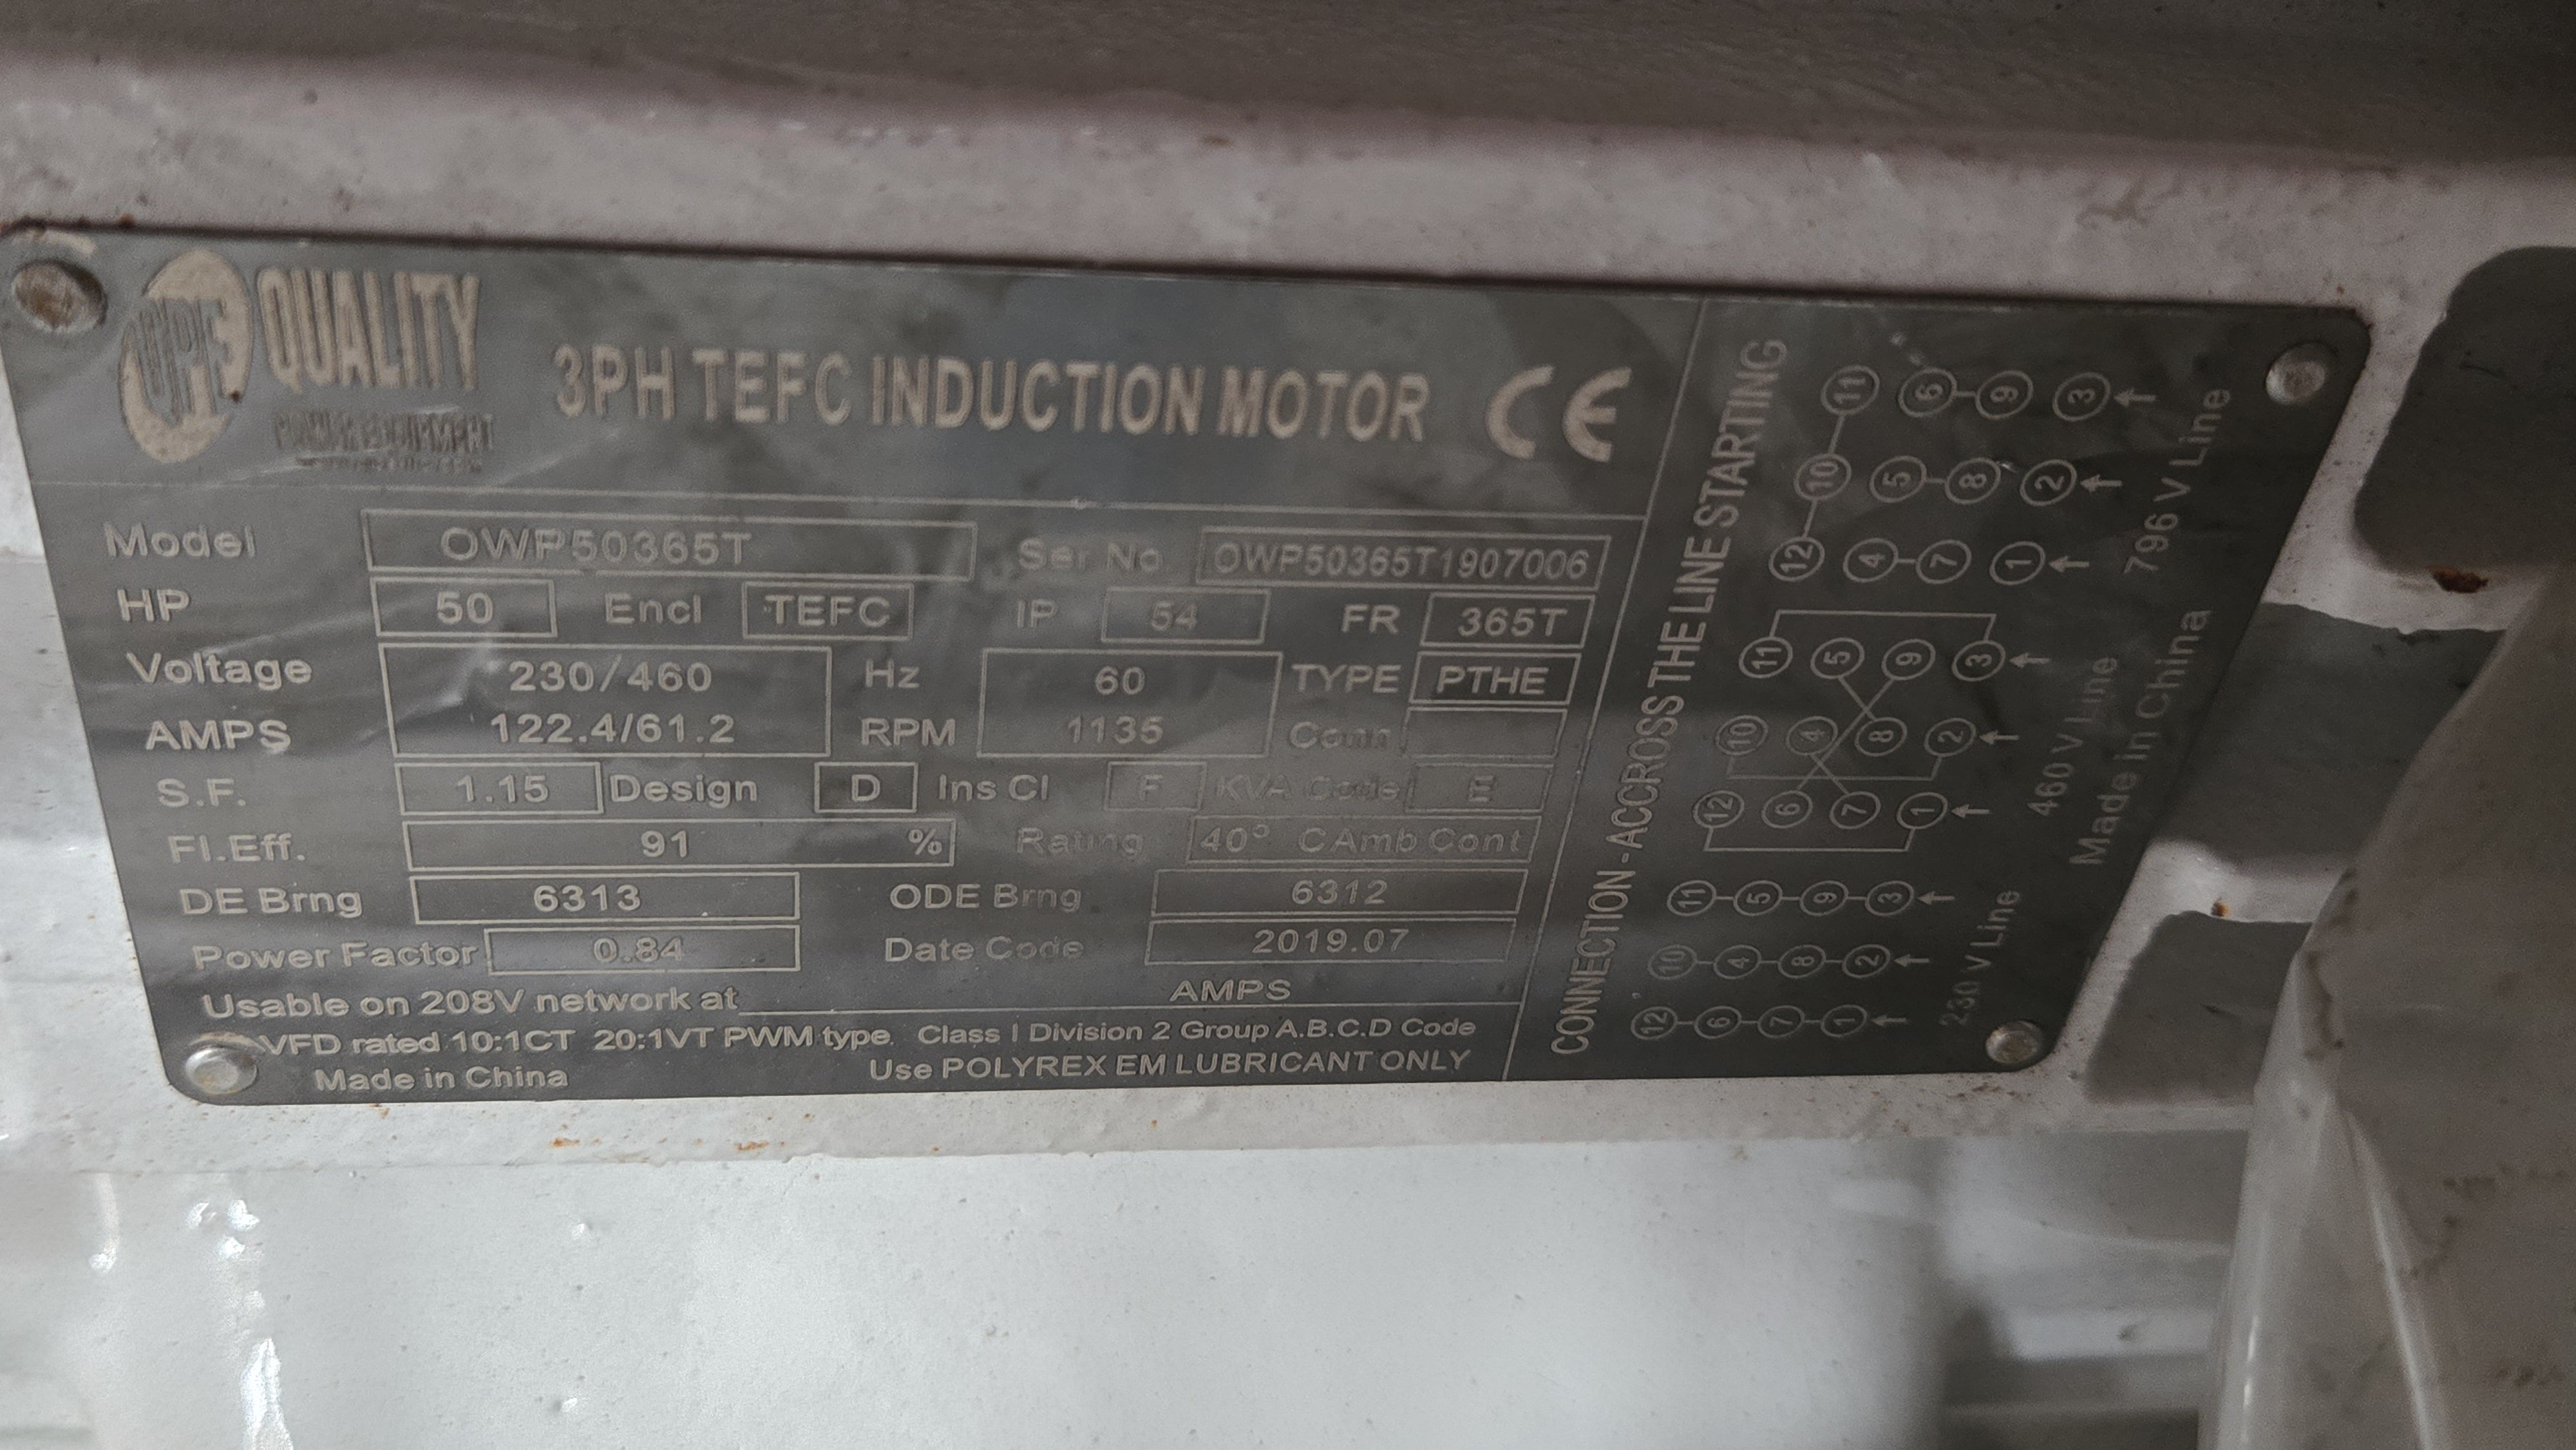 QPE QUALITY
3PH TEFC INDUCTION MOTOR CE
Model OWP50365T Ser No. OWP50365T1907006
HP 50 Encl TEFC IP 54 FR 365T
Voltage 230/460 Hz 60 TYPE PTHE
AMPS 122.4/61.2 RPM 1135 Conn
S.F. 1.15 Design D Ins Cl F KVA Code E
Fl.Eff. 91 % Rating 40° C Amb Cont
DE Brng 6313 ODE Brng 6312
Power Factor 0.84 Date Code 2019.07
Usable on 208V network at AMPS
VFD rated 10:1CT 20:1VT PWM type. Class I Division 2 Group A.B.C.D Code
Made in China Use POLYREX EM LUBRICANT ONLY
CONNECTION-ACCROSS THE LINE STARTING
12 6 7 1
10 4 8 2
11 5 9 3
230 V Line
12 6 7 1
10 4 8 2
11 5 9 3
460 V Line
12 4 7 1
10 5 8 2
11 6 9 3
796 V Line
Made in China